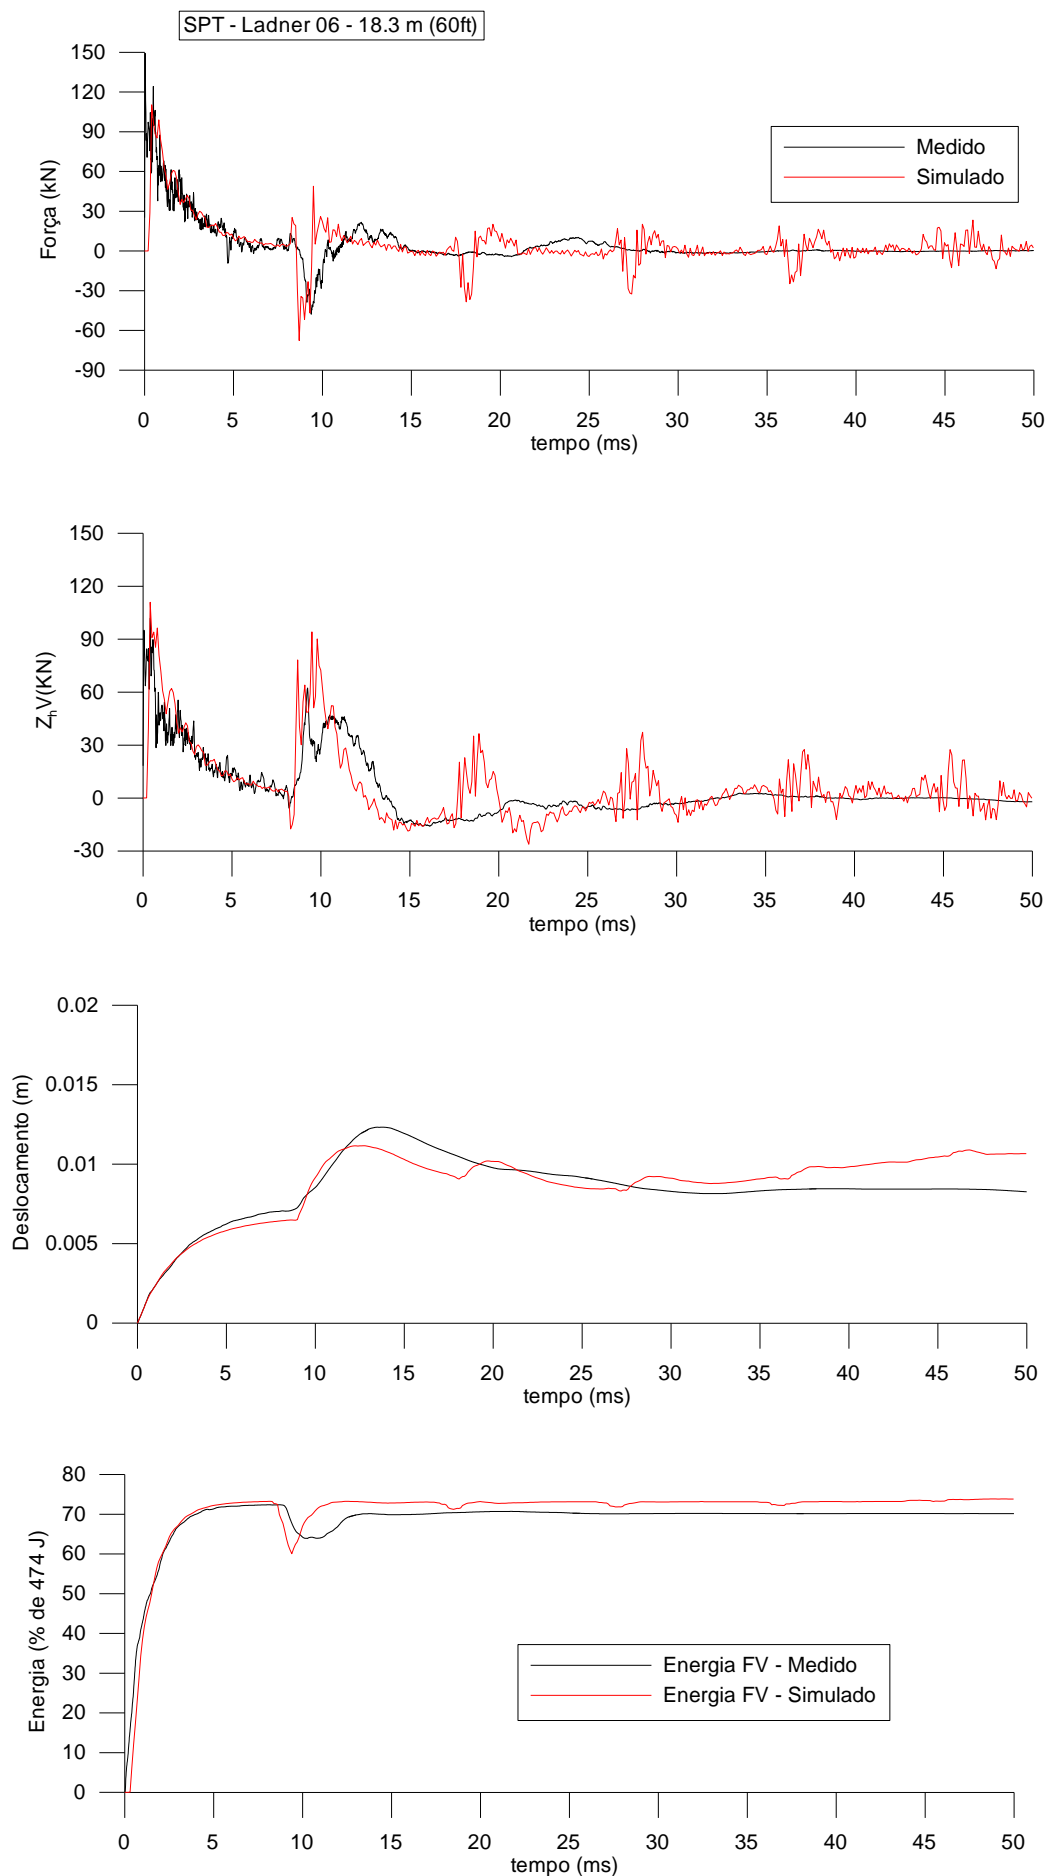 SPT - Ladner 06 - 18.3 m (60ft)
150
120
90
60
30
0
-30
-60
-90
Força (kN)
Medido
Simulado
0 5 10 15 20 25 30 35 40 45 50
tempo (ms)
150
120
90
60
30
0
-30
ZhV(KN)
0 5 10 15 20 25 30 35 40 45 50
tempo (ms)
0.02
0.015
0.01
0.005
0
Deslocamento (m)
0 5 10 15 20 25 30 35 40 45 50
tempo (ms)
80
70
60
50
40
30
20
10
0
Energia (% de 474 J)
Energia FV - Medido
Energia FV - Simulado
0 5 10 15 20 25 30 35 40 45 50
tempo (ms)